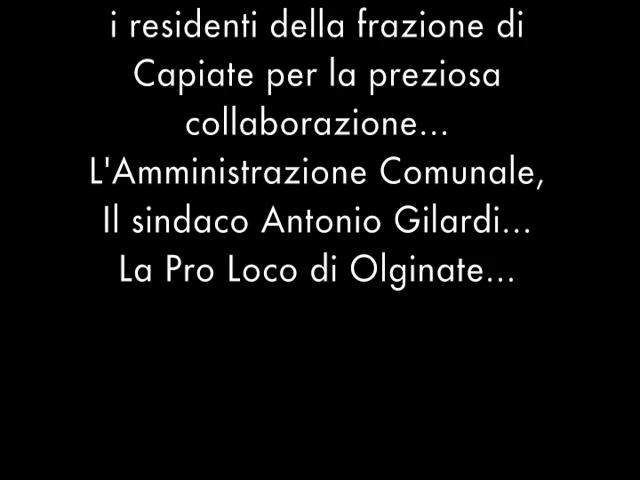 i residenti della frazione di
Capiate per la preziosa
collaborazione...
L'Amministrazione Comunale,
Il sindaco Antonio Gilardi...
La Pro Loco di Olginate...